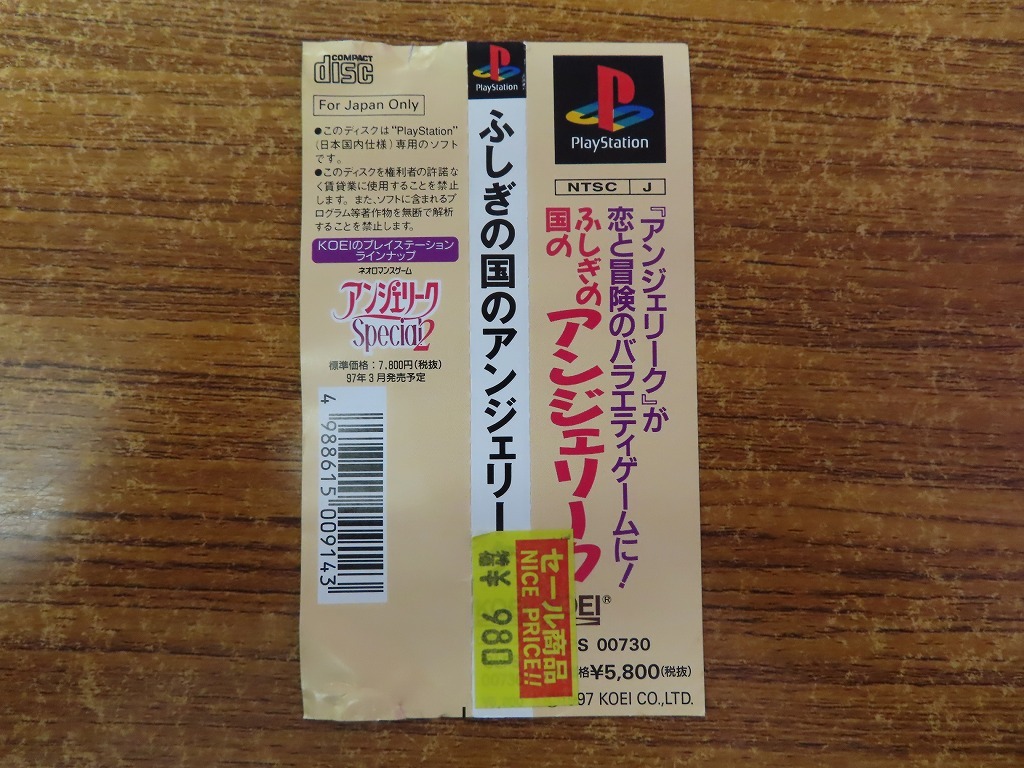 COMPACT
disc
For Japan Only
●このディスクは"PlayStation"
(日本国内仕様)専用のソフト
です。
●このディスクを権利者の許諾な
く賃貸業に使用することを禁止
します。また、ソフトに含まれるプ
ログラム等著作物を無断で解析
することを禁止します。
KOEIのプレイステーション
ラインナップ
ネオロマンスゲーム
アンジェリーク
Special2
標準価格:7,800円(税抜)
97年3月発売予定
4 988615 009143
PlayStation
ふしぎの国のアンジェリー
PlayStation
NTSC J
『アンジェリーク』が
恋と冒険のバラエティゲームに!
ふしぎの
国の
アンジェリーク
セール商品
NICE PRICE!!
¥ 980
OEI®
S 00730
格¥5,800(税抜)
97 KOEI CO.,LTD.